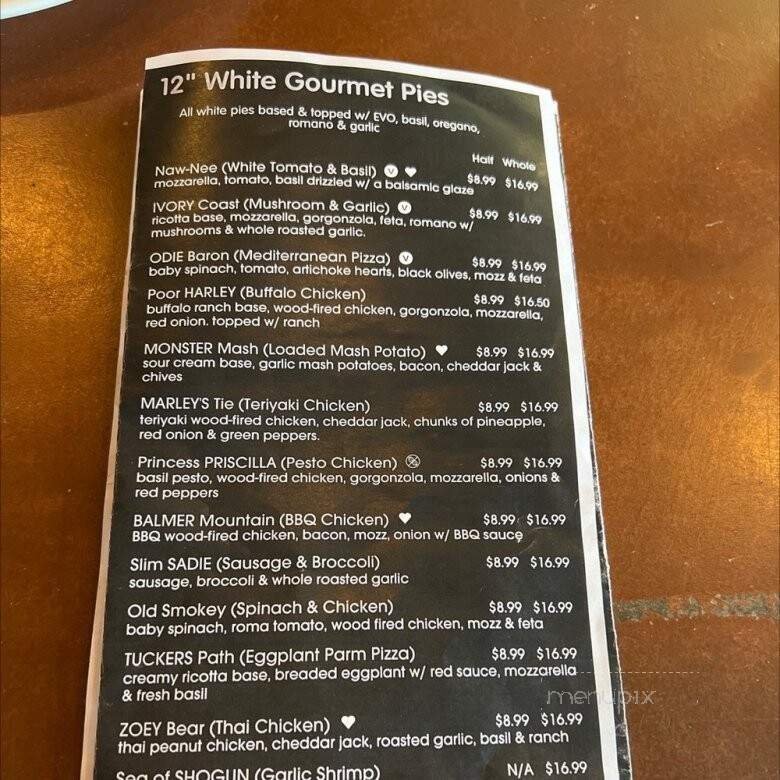 12" White Gourmet Pies
All white pies based & topped w/ EVO, basil, oregano,
romano & garlic
Half Whole
Naw-Nee (White Tomato & Basil) V ♥ $8.99 $16.99
mozzarella, tomato, basil drizzled w/ a balsamic glaze
IVORY Coast (Mushroom & Garlic) V $8.99 $16.99
ricotta base, mozzarella, gorgonzola, feta, romano w/
mushrooms & whole roasted garlic.
ODIE Baron (Mediterranean Pizza) V $8.99 $16.99
baby spinach, tomato, artichoke hearts, black olives, mozz & feta
Poor HARLEY (Buffalo Chicken) $8.99 $16.50
buffalo ranch base, wood-fired chicken, gorgonzola, mozzarella,
red onion. topped w/ ranch
MONSTER Mash (Loaded Mash Potato) ♥ $8.99 $16.99
sour cream base, garlic mash potatoes, bacon, cheddar jack &
chives
MARLEY'S Tie (Teriyaki Chicken) $8.99 $16.99
teriyaki wood-fired chicken, cheddar jack, chunks of pineapple,
red onion & green peppers.
Princess PRISCILLA (Pesto Chicken) $8.99 $16.99
basil pesto, wood-fired chicken, gorgonzola, mozzarella, onions &
red peppers
BALMER Mountain (BBQ Chicken) ♥ $8.99 $16.99
BBQ wood-fired chicken, bacon, mozz, onion w/ BBQ sauce
Slim SADIE (Sausage & Broccoli) $8.99 $16.99
sausage, broccoli & whole roasted garlic
Old Smokey (Spinach & Chicken) $8.99 $16.99
baby spinach, roma tomato, wood fired chicken, mozz & feta
TUCKERS Path (Eggplant Parm Pizza) $8.99 $16.99
creamy ricotta base, breaded eggplant w/ red sauce, mozzarella
& fresh basil
ZOEY Bear (Thai Chicken) ♥ $8.99 $16.99
thai peanut chicken, cheddar jack, roasted garlic, basil & ranch
Sea of SHOGUN (Garlic Shrimp) N/A $16.99
menupix